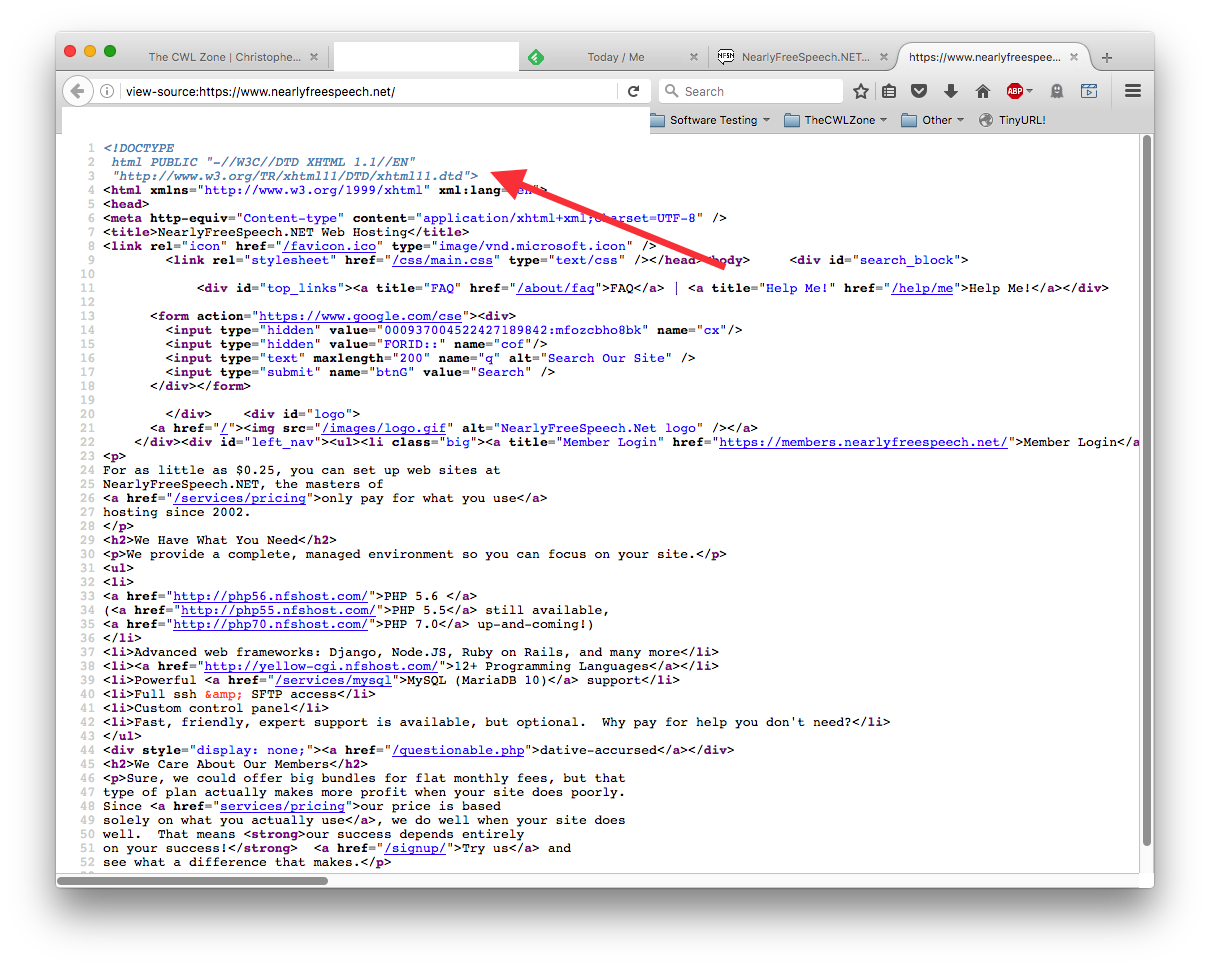 The CWL Zone | Christophe... ×
Today / Me ×
NFSN NearlyFreeSpeech.NET... ×
https://www.nearlyfreespee... ×
view-source:https://www.nearlyfreespeech.net/
Search
ABP
Software Testing
TheCWLZone
Other
TinyURL!
1 <!DOCTYPE
2 html PUBLIC "-//W3C//DTD XHTML 1.1//EN"
3 "http://www.w3.org/TR/xhtml11/DTD/xhtml11.dtd">
4 <html xmlns="http://www.w3.org/1999/xhtml" xml:lang="en">
5 <head>
6 <meta http-equiv="Content-type" content="application/xhtml+xml;charset=UTF-8" />
7 <title>NearlyFreeSpeech.NET Web Hosting</title>
8 <link rel="icon" href="/favicon.ico" type="image/vnd.microsoft.icon" />
9 <link rel="stylesheet" href="/css/main.css" type="text/css" /></head><body> <div id="search_block">
10
11 <div id="top_links"><a title="FAQ" href="/about/faq">FAQ</a> | <a title="Help Me!" href="/help/me">Help Me!</a></div>
12
13 <form action="https://www.google.com/cse"><div>
14 <input type="hidden" value="000937004522427189842:mfozcbho8bk" name="cx"/>
15 <input type="hidden" value="FORID::" name="cof"/>
16 <input type="text" maxlength="200" name="q" alt="Search Our Site" />
17 <input type="submit" name="btnG" value="Search" />
18 </div></form>
19
20 </div> <div id="logo">
21 <a href="/"><img src="/images/logo.gif" alt="NearlyFreeSpeech.Net logo" /></a>
22 </div><div id="left_nav"><ul><li class="big"><a title="Member Login" href="https://members.nearlyfreespeech.net/">Member Login</a
23 <p>
24 For as little as $0.25, you can set up web sites at
25 NearlyFreeSpeech.NET, the masters of
26 <a href="/services/pricing">only pay for what you use</a>
27 hosting since 2002.
28 </p>
29 <h2>We Have What You Need</h2>
30 <p>We provide a complete, managed environment so you can focus on your site.</p>
31 <ul>
32 <li>
33 <a href="http://php56.nfshost.com/">PHP 5.6 </a>
34 (<a href="http://php55.nfshost.com/">PHP 5.5</a> still available,
35 <a href="http://php70.nfshost.com/">PHP 7.0</a> up-and-coming!)
36 </li>
37 <li>Advanced web frameworks: Django, Node.JS, Ruby on Rails, and many more</li>
38 <li><a href="http://yellow-cgi.nfshost.com/">12+ Programming Languages</a></li>
39 <li>Powerful <a href="/services/mysql">MySQL (MariaDB 10)</a> support</li>
40 <li>Full ssh &amp; SFTP access</li>
41 <li>Custom control panel</li>
42 <li>Fast, friendly, expert support is available, but optional.  Why pay for help you don't need?</li>
43 </ul>
44 <div style="display: none;"><a href="/questionable.php">dative-accursed</a></div>
45 <h2>We Care About Our Members</h2>
46 <p>Sure, we could offer big bundles for flat monthly fees, but that
47 type of plan actually makes more profit when your site does poorly.
48 Since <a href="services/pricing">our price is based
49 solely on what you actually use</a>, we do well when your site does
50 well.  That means <strong>our success depends entirely
51 on your success!</strong>  <a href="/signup/">Try us</a> and
52 see what a difference that makes.</p>